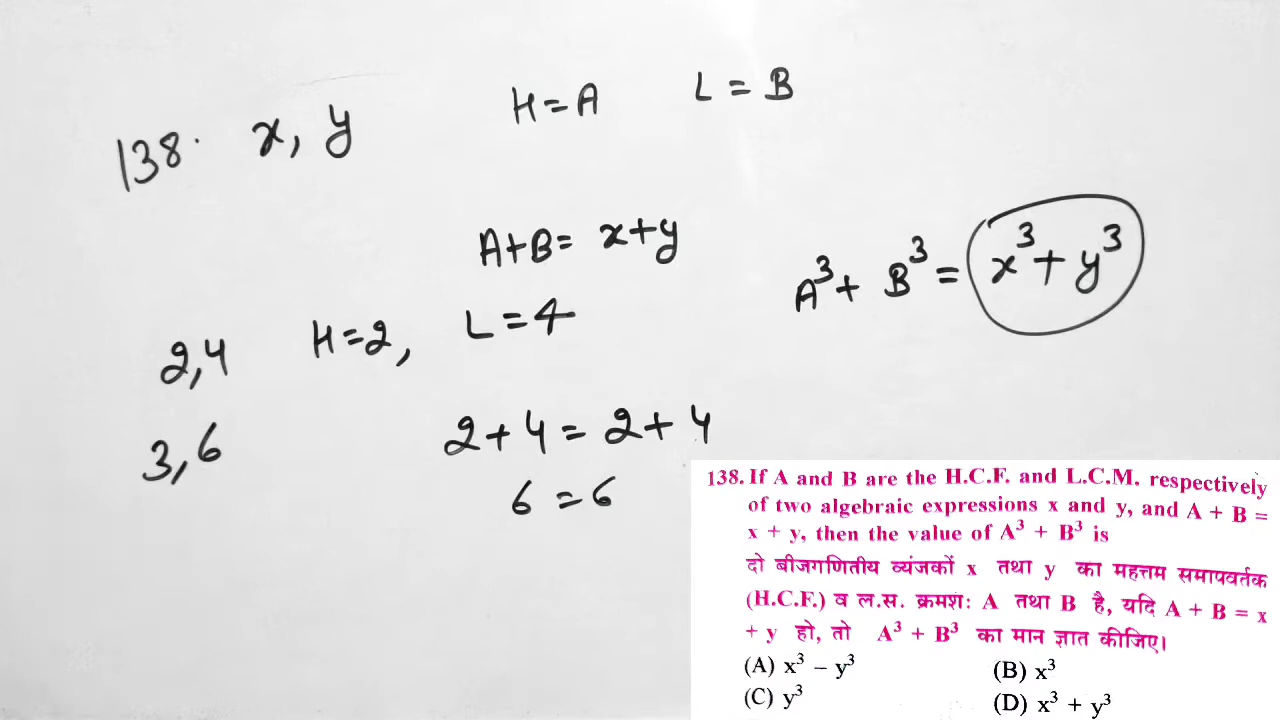 138. x, y H = A L = B
A+B = x+y
A³ + B³ = x³ + y³
2,4 H=2, L = 4
3,6 2+4 = 2+4
6 = 6
138. If A and B are the H.C.F. and L.C.M. respectively
of two algebraic expressions x and y, and A + B =
x + y, then the value of A³ + B³ is
दो बीजगणितीय व्यंजकों x तथा y का महत्तम समापवर्तक
(H.C.F.) व ल.स. क्रमश: A तथा B है, यदि A + B = x
+ y हो, तो A³ + B³ का मान ज्ञात कीजिए।
(A) x³ − y³ (B) x³
(C) y³ (D) x³ + y³